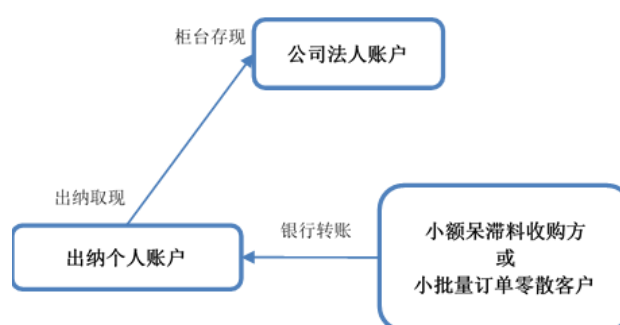 柜台存现
公司法人账户
出纳取现
出纳个人账户
银行转账
小额呆滞料收购方
或
小批量订单零散客户